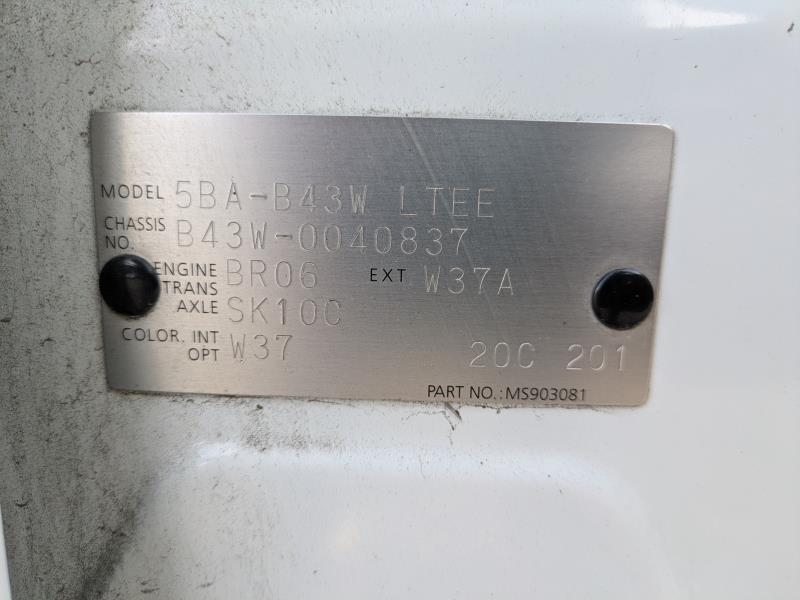 MODEL 5BA-B43W LTEE
CHASSIS NO. B43W-0040837
ENGINE BR06 EXT W37A
TRANS AXLE SK10C
COLOR. INT OPT W37 20C 201
PART NO.: MS903081